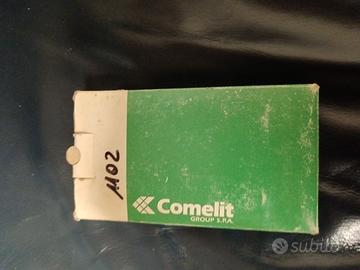 1102
Comelit
GROUP S.P.A.
subito